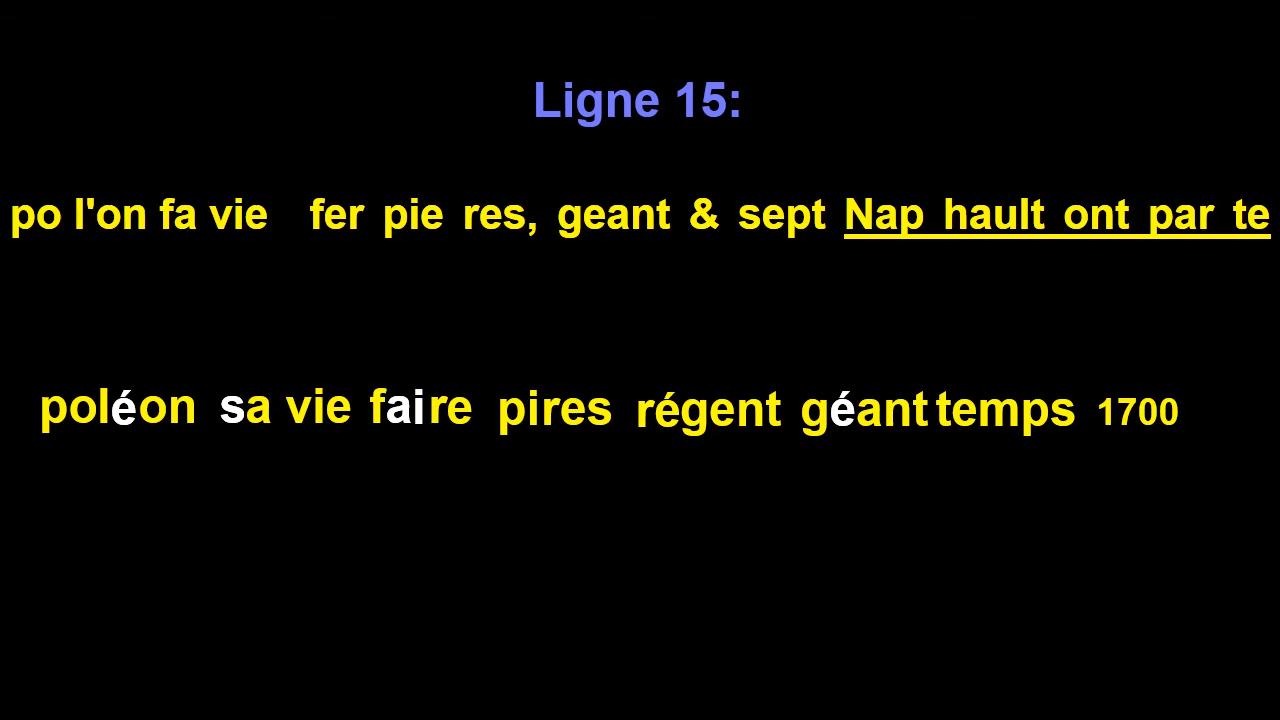 Ligne 15:
po l'on fa vie fer pie res, geant & sept Nap hault ont par te
poléon sa vie faire pires régent géant temps 1700